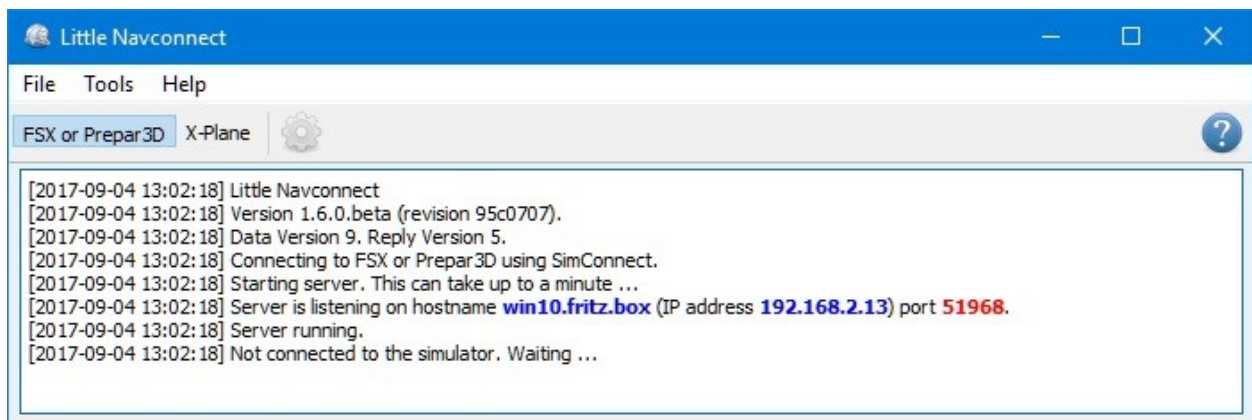 Little Navconnect
File Tools Help
FSX or Prepar3D X-Plane
?
[2017-09-04 13:02:18] Little Navconnect
[2017-09-04 13:02:18] Version 1.6.0.beta (revision 95c0707).
[2017-09-04 13:02:18] Data Version 9. Reply Version 5.
[2017-09-04 13:02:18] Connecting to FSX or Prepar3D using SimConnect.
[2017-09-04 13:02:18] Starting server. This can take up to a minute ...
[2017-09-04 13:02:18] Server is listening on hostname win10.fritz.box (IP address 192.168.2.13) port 51968.
[2017-09-04 13:02:18] Server running.
[2017-09-04 13:02:18] Not connected to the simulator. Waiting ...